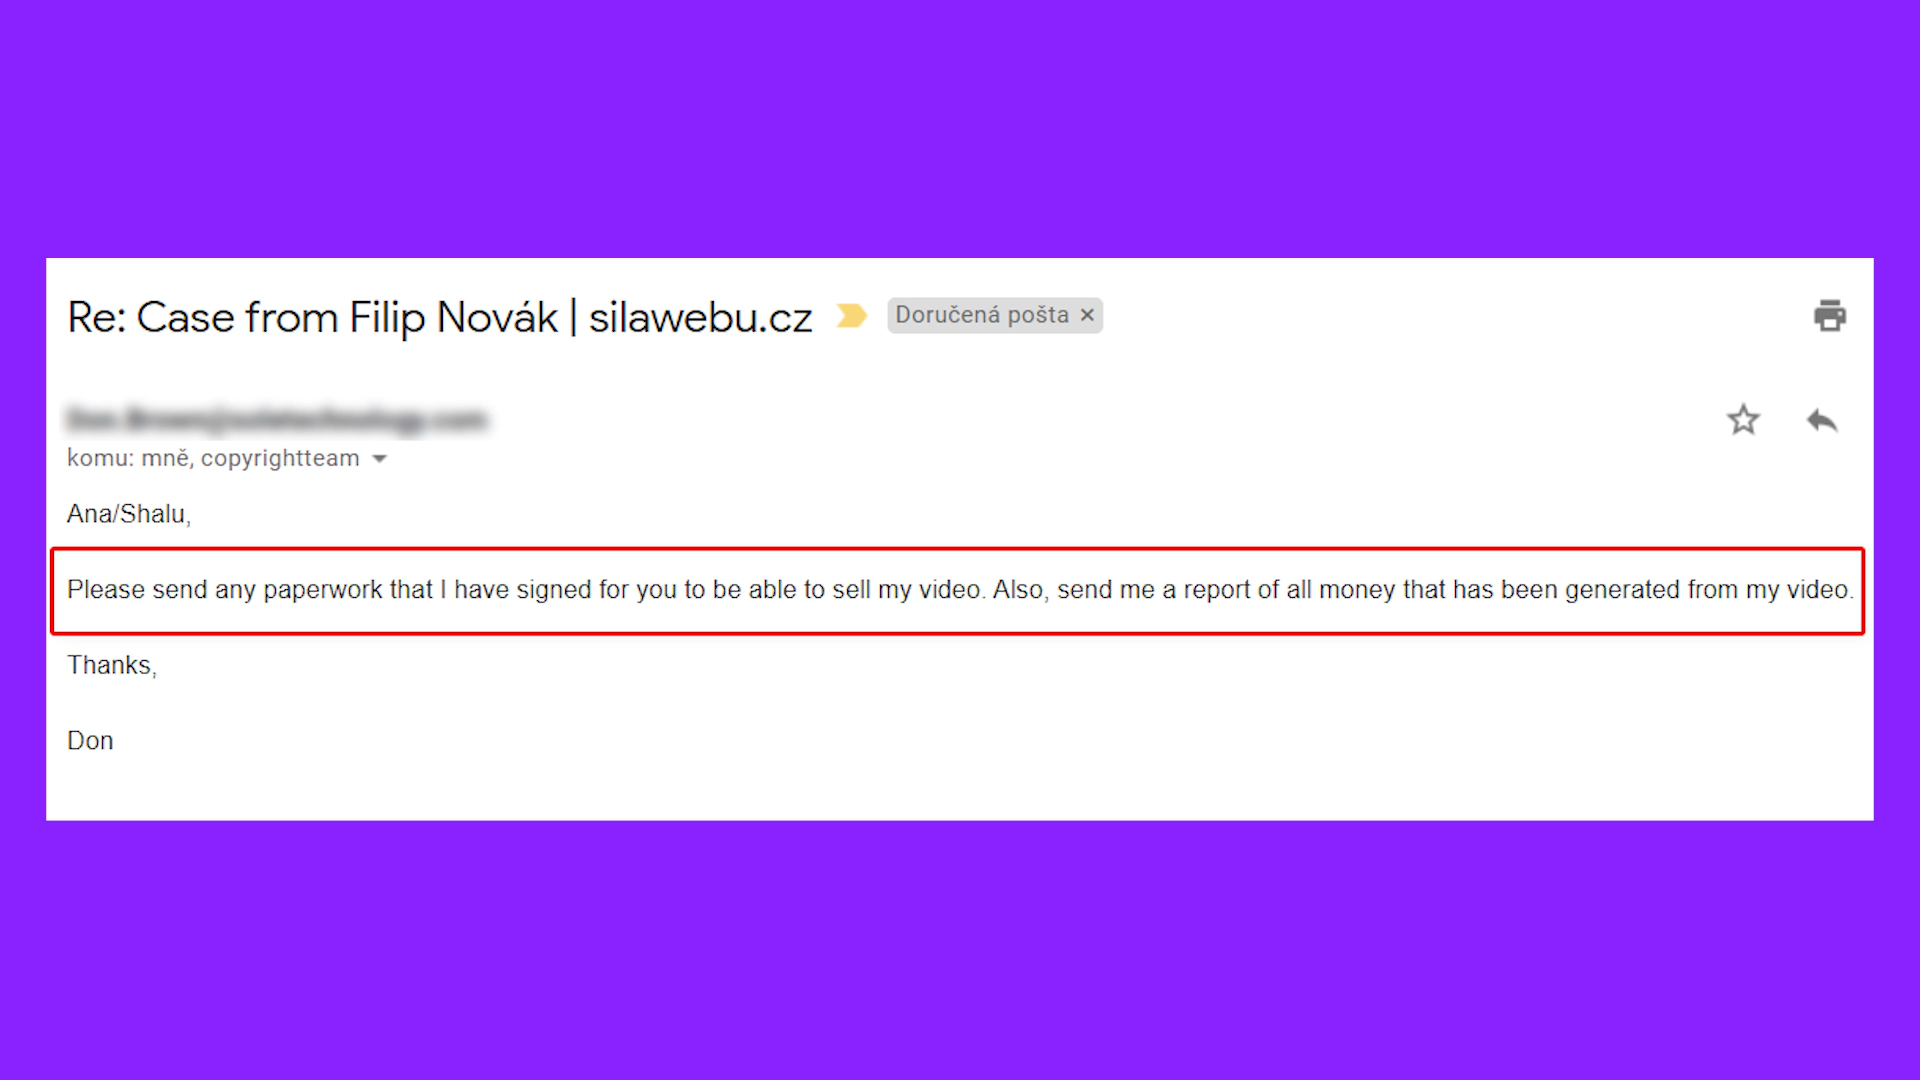 Re: Case from Filip Novák | silawebu.cz Doručená pošta ×
komu: mně, copyrightteam
Ana/Shalu,
Please send any paperwork that I have signed for you to be able to sell my video. Also, send me a report of all money that has been generated from my video.
Thanks,
Don